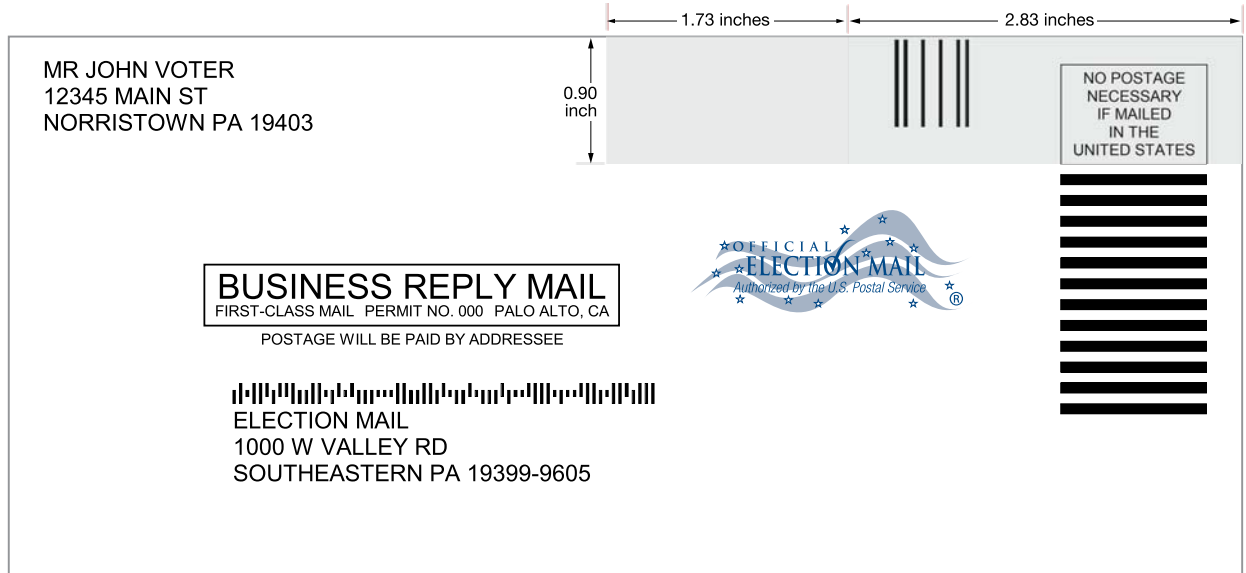 1.73 inches
2.83 inches
0.90
inch
MR JOHN VOTER
12345 MAIN ST
NORRISTOWN PA 19403
NO POSTAGE
NECESSARY
IF MAILED
IN THE
UNITED STATES
OFFICIAL
ELECTION MAIL
Authorized by the U.S. Postal Service
®
BUSINESS REPLY MAIL
FIRST-CLASS MAIL PERMIT NO. 000 PALO ALTO, CA
POSTAGE WILL BE PAID BY ADDRESSEE
ELECTION MAIL
1000 W VALLEY RD
SOUTHEASTERN PA 19399-9605